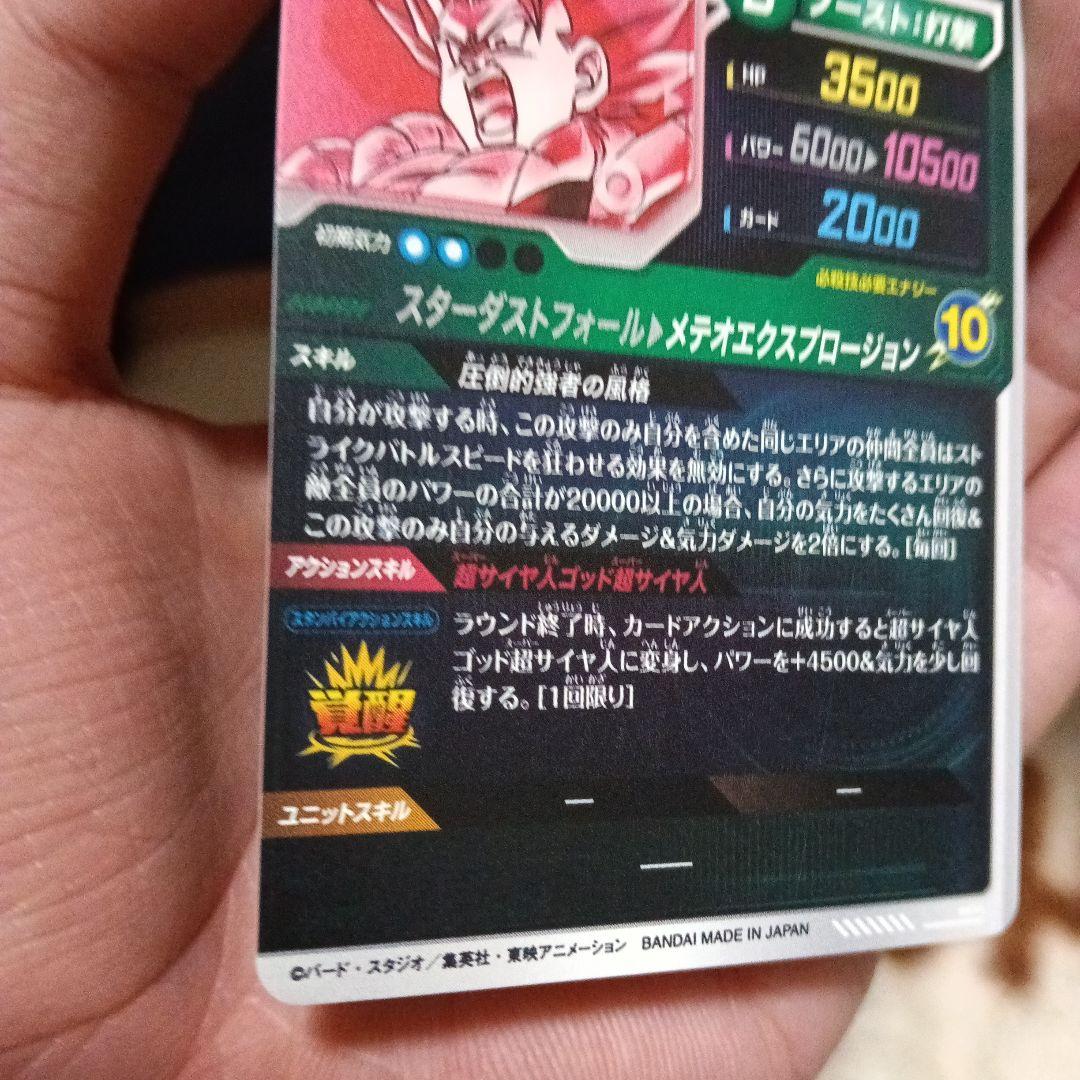 ブースト:打撃
HP 3500
パワー 6000▶10500
ガード 2000
初期気力
必殺技必要エナジー
スターダストフォール▶メテオエクスプロージョン 10
スキル 圧倒的強者の風格
自分が攻撃する時、この攻撃のみ自分を含めた同じエリアの仲間全員はスト
ライクバトルスピードを狂わせる効果を無効にする。さらに攻撃するエリアの
敵全員のパワーの合計が20000以上の場合、自分の気力をたくさん回復&
この攻撃のみ自分の与えるダメージ&気力ダメージを2倍にする。[毎回]
アクションスキル 超サイヤ人ゴッド超サイヤ人
スタンバイアクションスキル
覚醒
ラウンド終了時、カードアクションに成功すると超サイヤ人
ゴッド超サイヤ人に変身し、パワーを+4500&気力を少し回
復する。[1回限り]
ユニットスキル ー ー
ー
©バード・スタジオ/集英社・東映アニメーション BANDAI MADE IN JAPAN